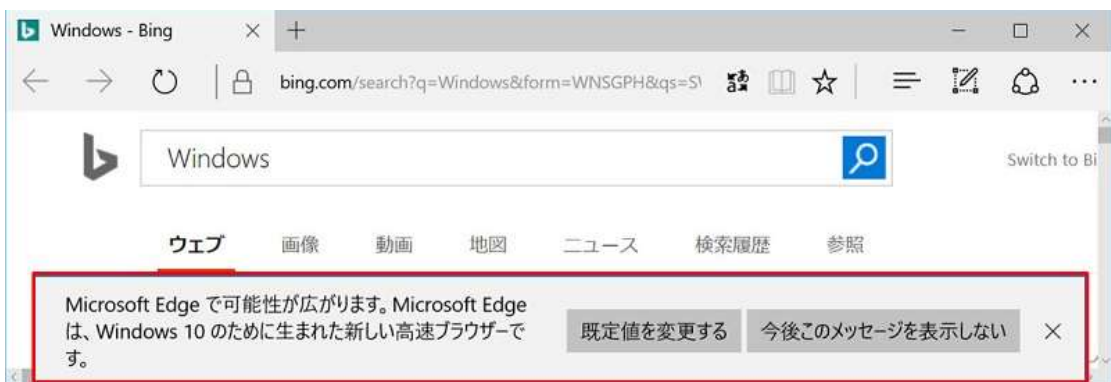 Windows - Bing
bing.com/search?q=Windows&form=WNSGPH&qs=S
Windows
Switch to Bi
ウェブ 画像 動画 地図 ニュース 検索履歴 参照
Microsoft Edge で可能性が広がります。Microsoft Edge
は、Windows 10 のために生まれた新しい高速ブラウザーで
す。
既定値を変更する 今後このメッセージを表示しない